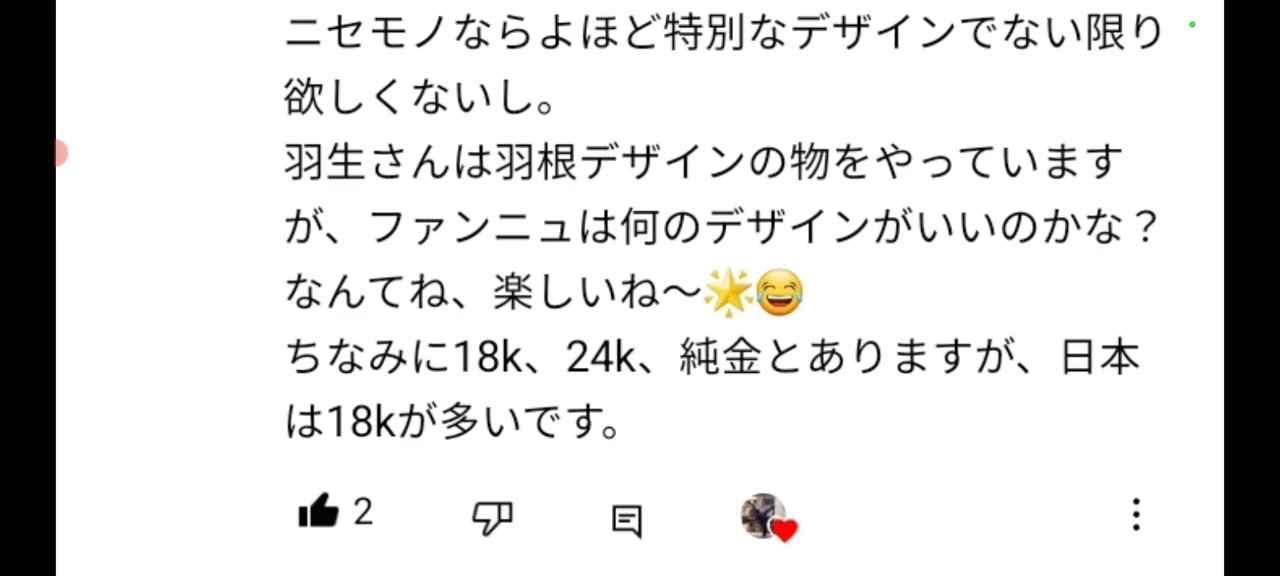 ニセモノならよほど特別なデザインでない限り
欲しくないし。
羽生さんは羽根デザインの物をやっています
が、ファンニュは何のデザインがいいのかな？
なんてね、楽しいね〜🌟😂
ちなみに18k、24k、純金とありますが、日本
は18kが多いです。
2